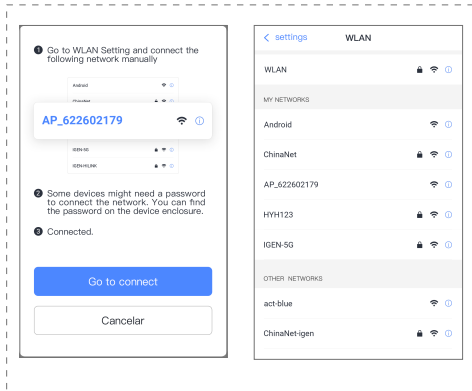 1 Go to WLAN Setting and connect the
following network manually
Android
ChinaNet
AP_622602179
IGEN-5G
IGEN-HILINK
2 Some devices might need a password
to connect the network. You can find
the password on the device enclosure.
3 Connected.
Go to connect
Cancelar
< settings WLAN
WLAN
MY NETWORKS
Android
ChinaNet
AP_622602179
HYH123
IGEN-5G
OTHER NETWORKS
act-blue
ChinaNet-igen